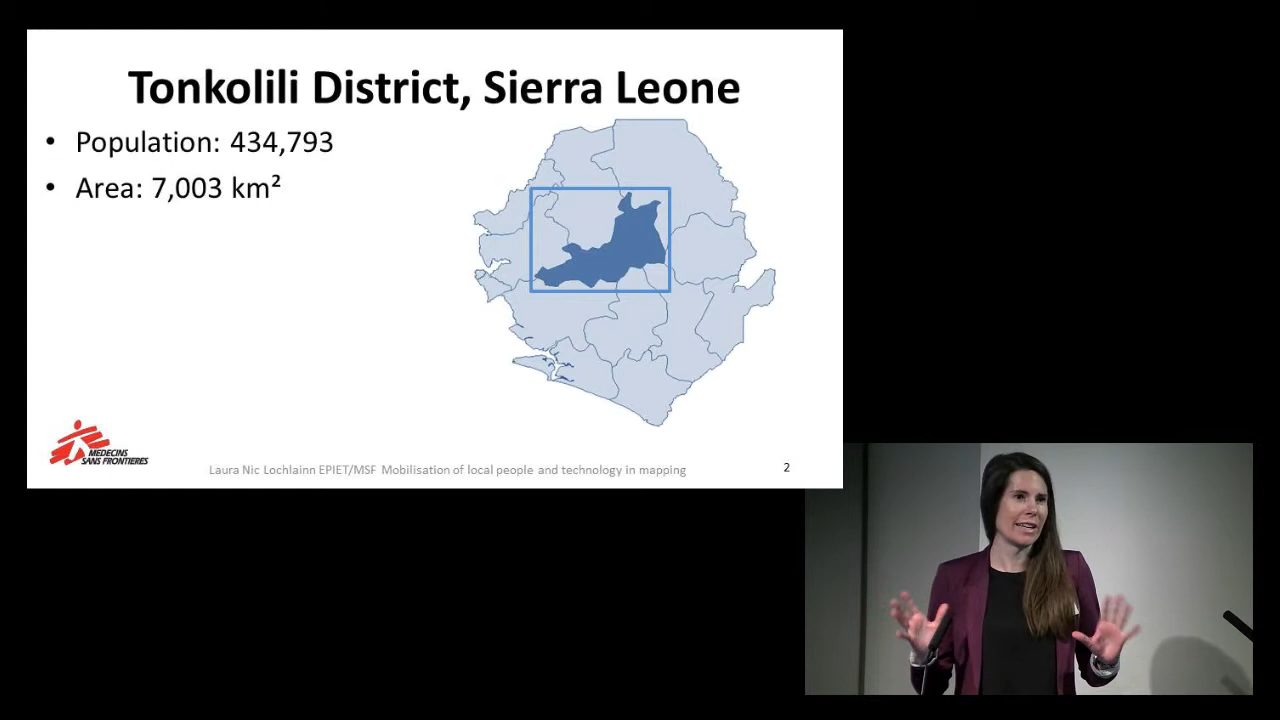 Tonkolili District, Sierra Leone
• Population: 434,793
• Area: 7,003 km²
MEDECINS
SANS FRONTIERES
Laura Nic Lochlainn EPIET/MSF Mobilisation of local people and technology in mapping
2